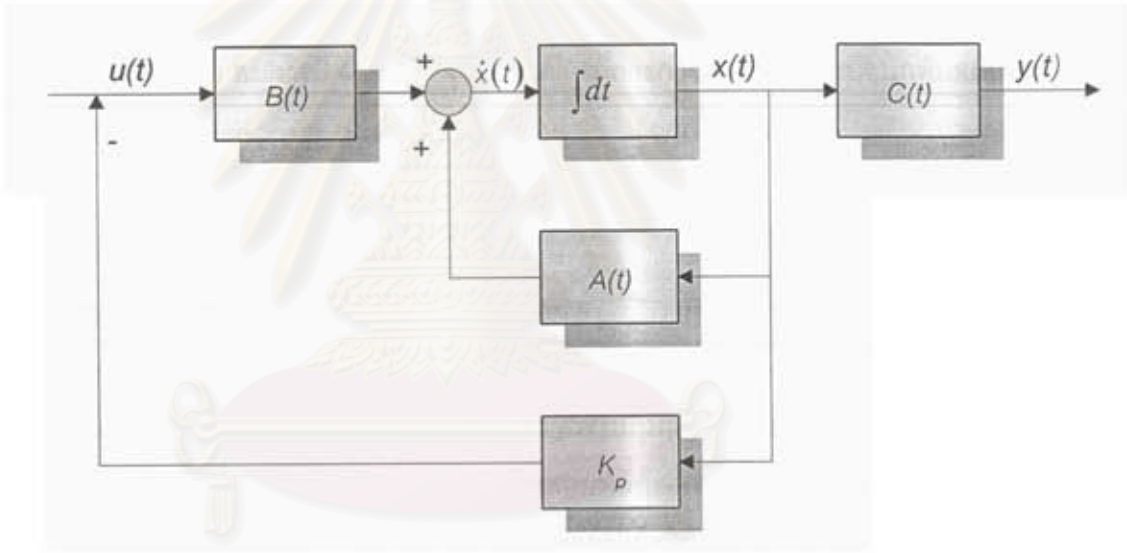 u(t)
B(t)
+
ẋ(t)
∫dt
x(t)
C(t)
y(t)
-
+
A(t)
K_p